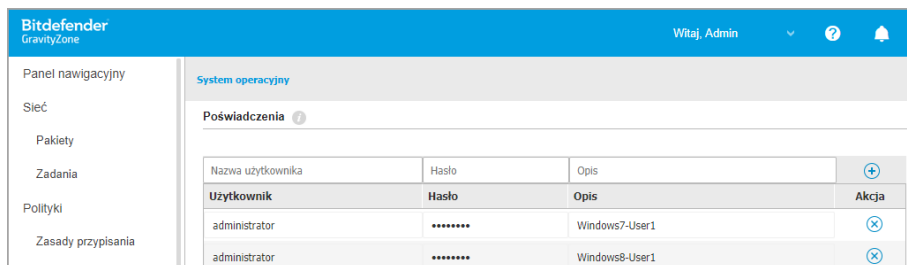 Bitdefender
GravityZone
Witaj, Admin
Panel nawigacyjny
Sieć
Pakiety
Zadania
Polityki
Zasady przypisania
System operacyjny
Poświadczenia
Nazwa użytkownika Hasło Opis
Użytkownik Hasło Opis Akcja
administrator •••••••• Windows7-User1
administrator •••••••• Windows8-User1